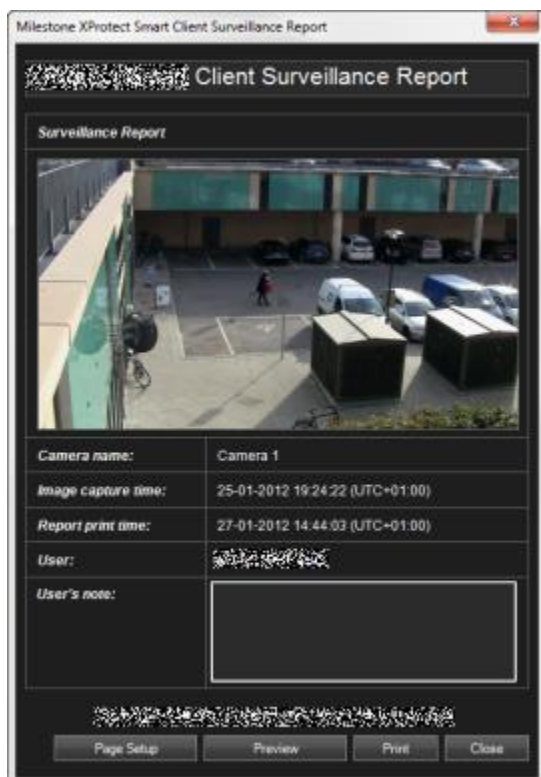 Milestone XProtect Smart Client Surveillance Report
Client Surveillance Report
Surveillance Report
Camera name: Camera 1
Image capture time: 25-01-2012 19:24:22 (UTC+01:00)
Report print time: 27-01-2012 14:44:03 (UTC+01:00)
User:
User's note:
Page Setup Preview Print Close